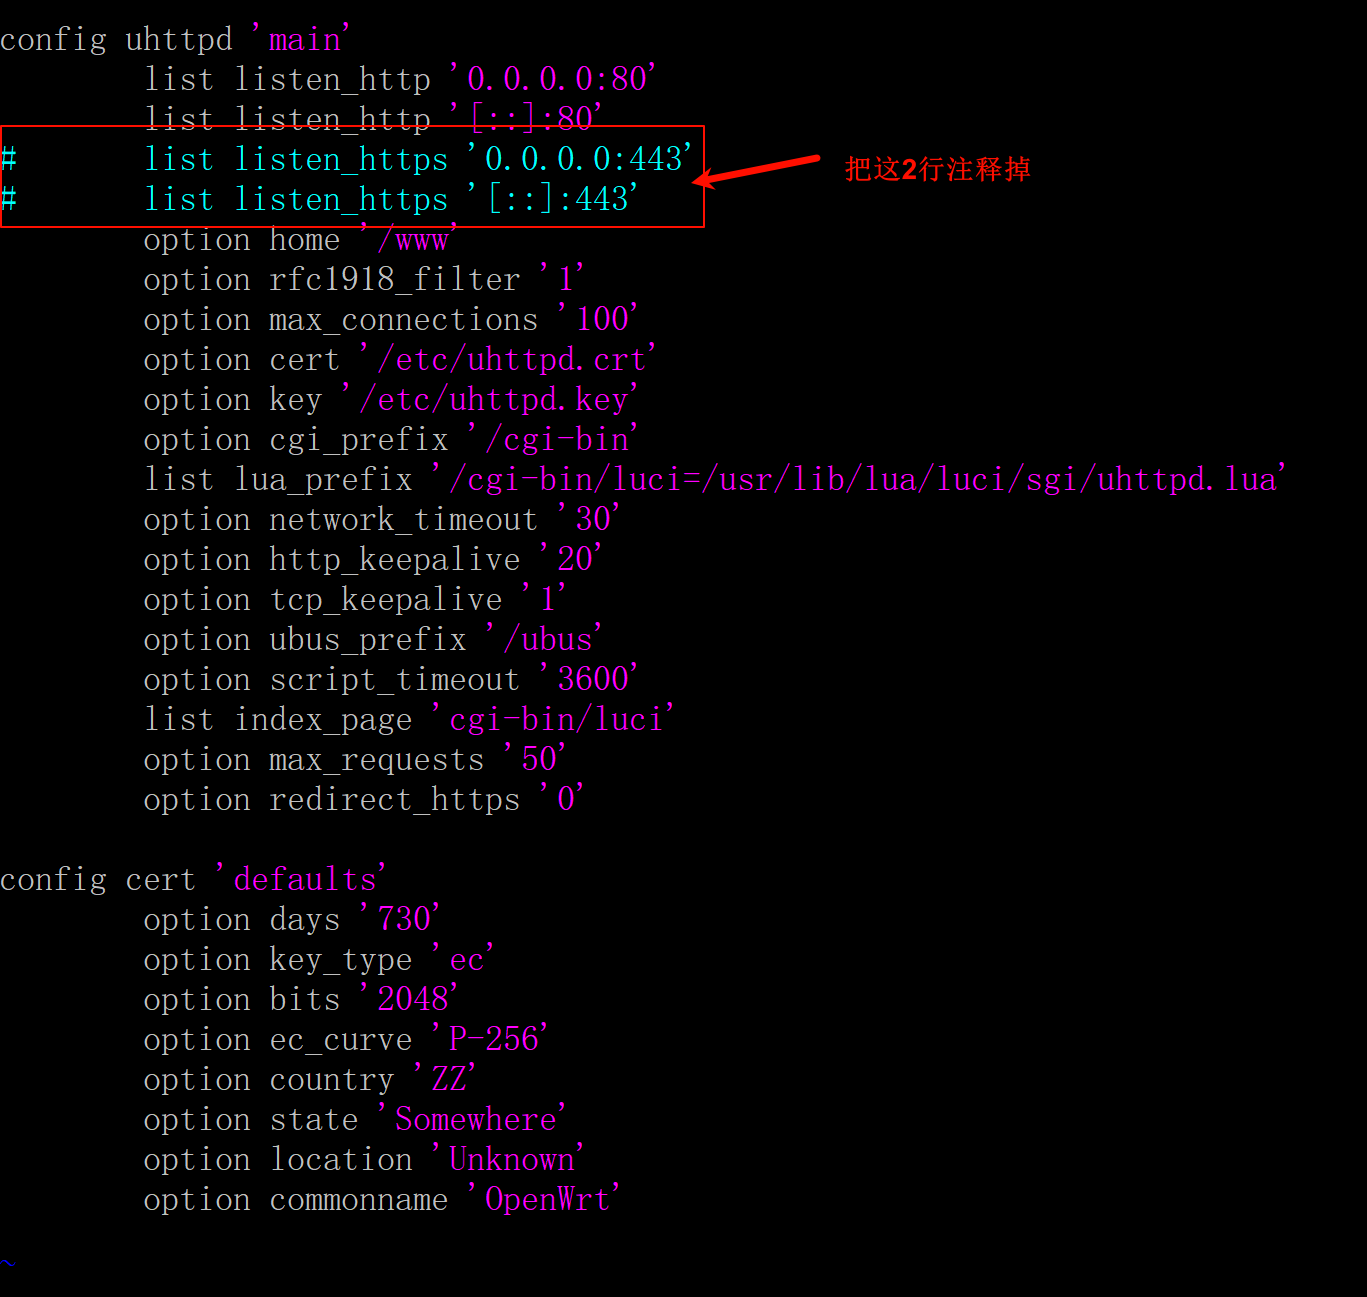 config uhttpd 'main'
list listen_http '0.0.0.0:80'
list listen_http '[::]:80'
# list listen_https '0.0.0.0:443'
# list listen_https '[::]:443'
把这2行注释掉
option home '/www'
option rfc1918_filter '1'
option max_connections '100'
option cert '/etc/uhttpd.crt'
option key '/etc/uhttpd.key'
option cgi_prefix '/cgi-bin'
list lua_prefix '/cgi-bin/luci=/usr/lib/lua/luci/sgi/uhttpd.lua'
option network_timeout '30'
option http_keepalive '20'
option tcp_keepalive '1'
option ubus_prefix '/ubus'
option script_timeout '3600'
list index_page 'cgi-bin/luci'
option max_requests '50'
option redirect_https '0'
config cert 'defaults'
option days '730'
option key_type 'ec'
option bits '2048'
option ec_curve 'P-256'
option country 'ZZ'
option state 'Somewhere'
option location 'Unknown'
option commonname 'OpenWrt'
~